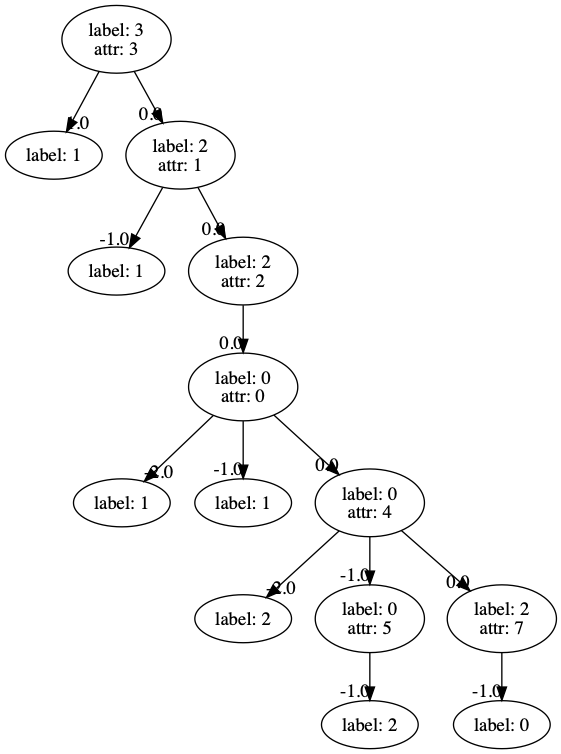 label: 3
attr: 3
0.0
label: 1
label: 2
attr: 1
-1.0
0.0
label: 1
label: 2
attr: 2
0.0
label: 0
attr: 0
-2.0
-1.0
0.0
label: 1
label: 1
label: 0
attr: 4
-2.0
-1.0
0.0
label: 2
label: 0
attr: 5
label: 2
attr: 7
-1.0
-1.0
label: 2
label: 0